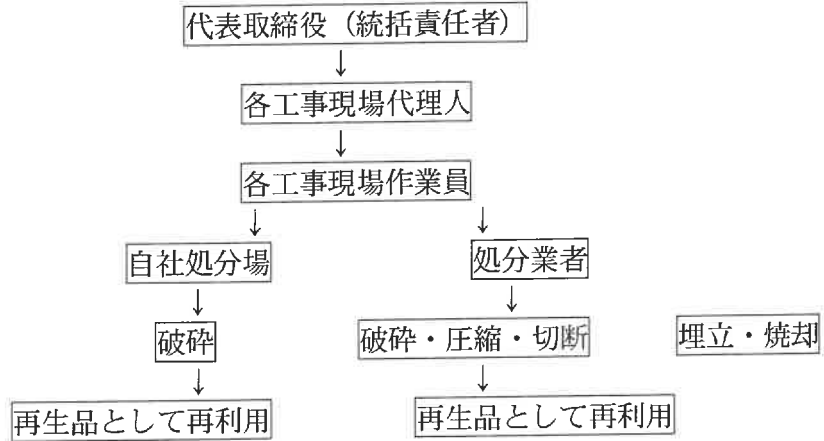 代表取締役（統括責任者）
↓
各工事現場代理人
↓
各工事現場作業員
↓ ↓
自社処分場 処分業者
↓ ↓
破砕 破砕・圧縮・切断 埋立・焼却
↓ ↓
再生品として再利用 再生品として再利用